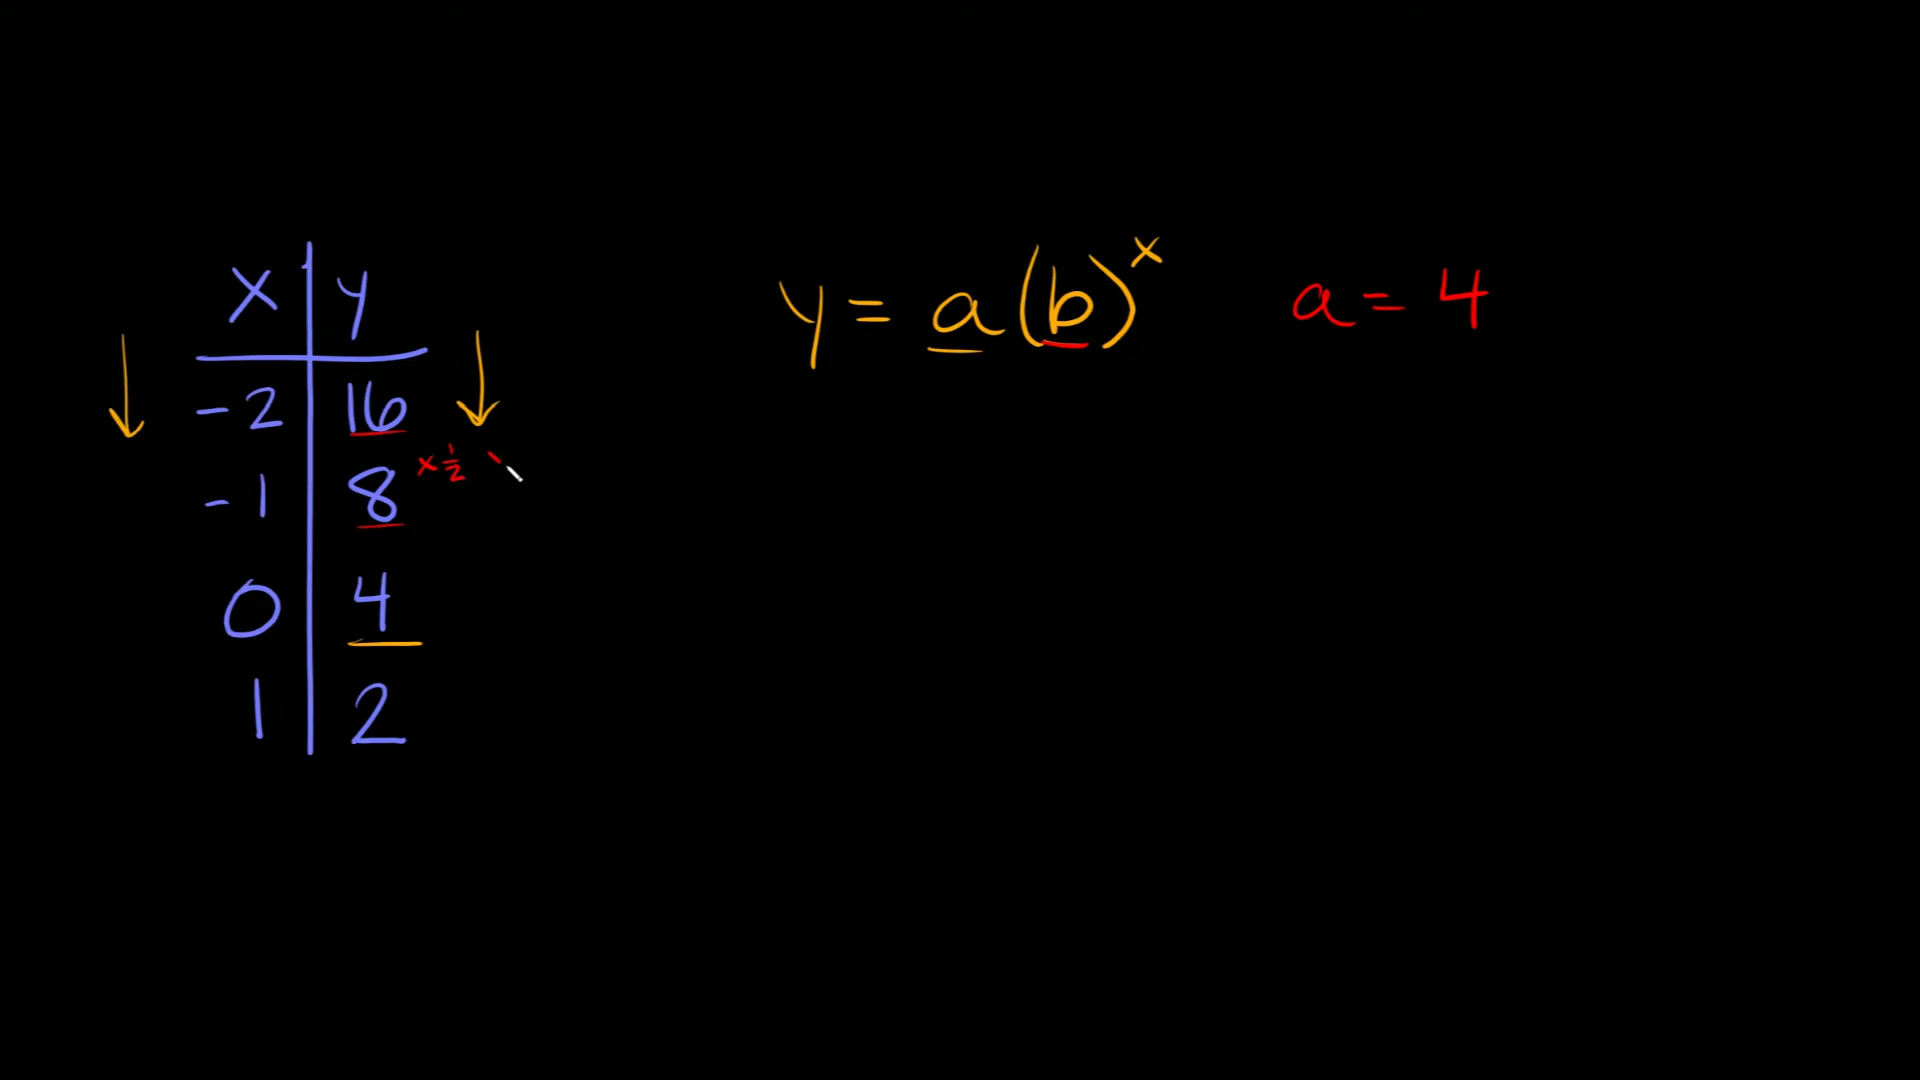 x y
-2 16
-1 8 x 1/2
0 4
1 2
y = a(b)^x
a = 4